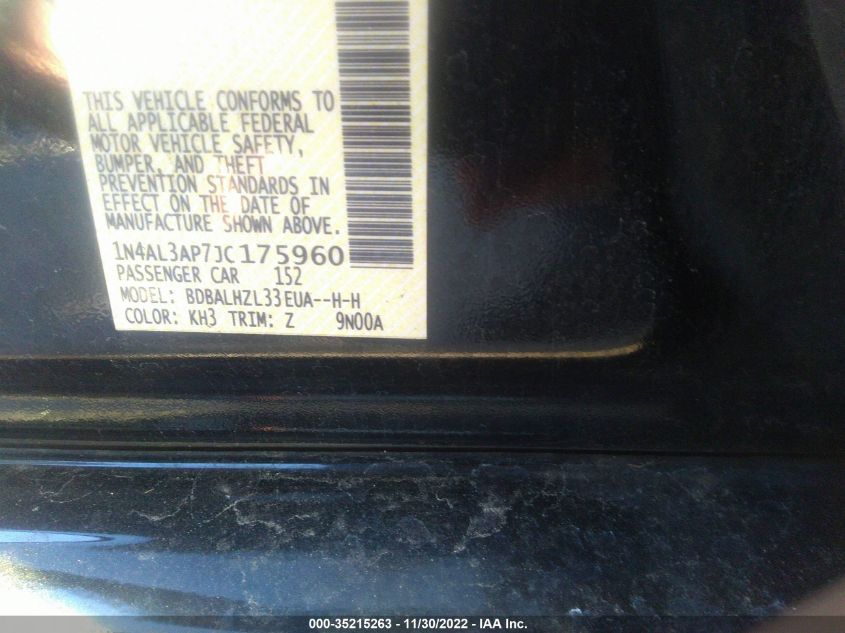 THIS VEHICLE CONFORMS TO
ALL APPLICABLE FEDERAL
MOTOR VEHICLE SAFETY,
BUMPER, AND THEFT
PREVENTION STANDARDS IN
EFFECT ON THE DATE OF
MANUFACTURE SHOWN ABOVE.
1N4AL3AP7JC175960
PASSENGER CAR 152
MODEL: BDBALHZL33EUA--H-H
COLOR: KH3 TRIM: Z 9N00A
000-35215263 - 11/30/2022 - IAA Inc.